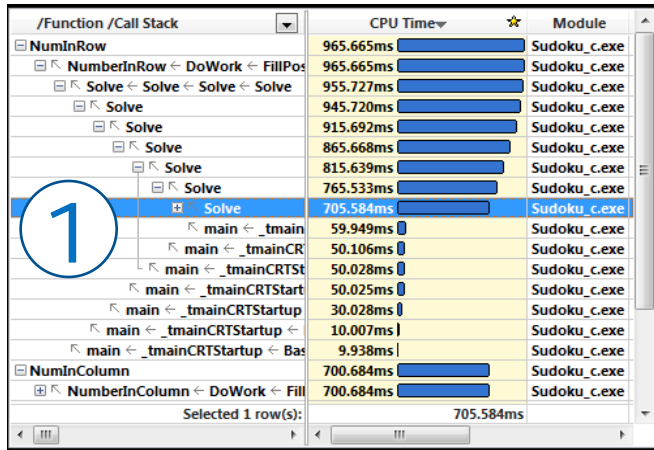 /Function /Call Stack CPU Time Module
NumInRow 965.665ms Sudoku_c.exe
NumberInRow ← DoWork ← FillPos 965.665ms Sudoku_c.exe
Solve ← Solve ← Solve ← Solve 955.727ms Sudoku_c.exe
Solve 945.720ms Sudoku_c.exe
Solve 915.692ms Sudoku_c.exe
Solve 865.668ms Sudoku_c.exe
Solve 815.639ms Sudoku_c.exe
Solve 765.533ms Sudoku_c.exe
Solve 705.584ms Sudoku_c.exe
main ← _tmain 59.949ms Sudoku_c.exe
main ← _tmainCR 50.106ms Sudoku_c.exe
main ← _tmainCRTSt 50.028ms Sudoku_c.exe
main ← _tmainCRTStart 50.025ms Sudoku_c.exe
main ← _tmainCRTStartup 30.028ms Sudoku_c.exe
main ← _tmainCRTStartup ← 10.007ms Sudoku_c.exe
main ← _tmainCRTStartup ← Bas 9.938ms Sudoku_c.exe
NumInColumn 700.684ms Sudoku_c.exe
NumberInColumn ← DoWork ← Fill 700.684ms Sudoku_c.exe
Selected 1 row(s): 705.584ms
1